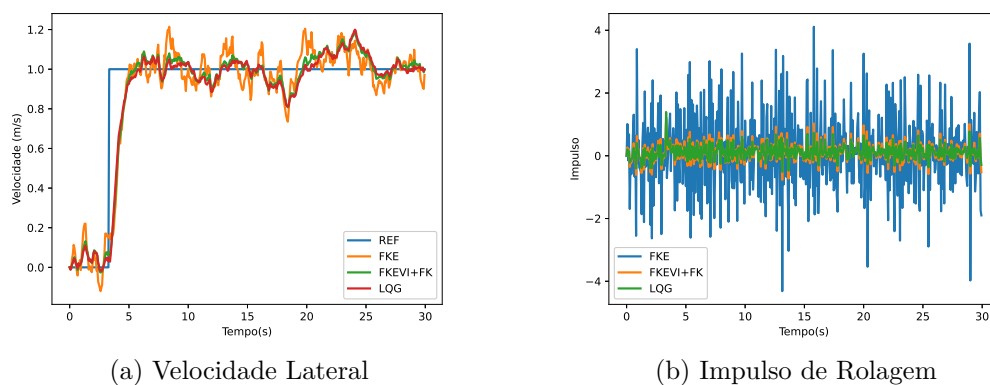 1.2
1.0
0.8
0.6
0.4
0.2
0.0
Velocidade (m/s)
REF
FKE
FKEVI+FK
LQG
0 5 10 15 20 25 30
Tempo(s)
(a) Velocidade Lateral
4
2
0
−2
−4
Impulso
FKE
FKEVI+FK
LQG
0 5 10 15 20 25 30
Tempo(s)
(b) Impulso de Rolagem